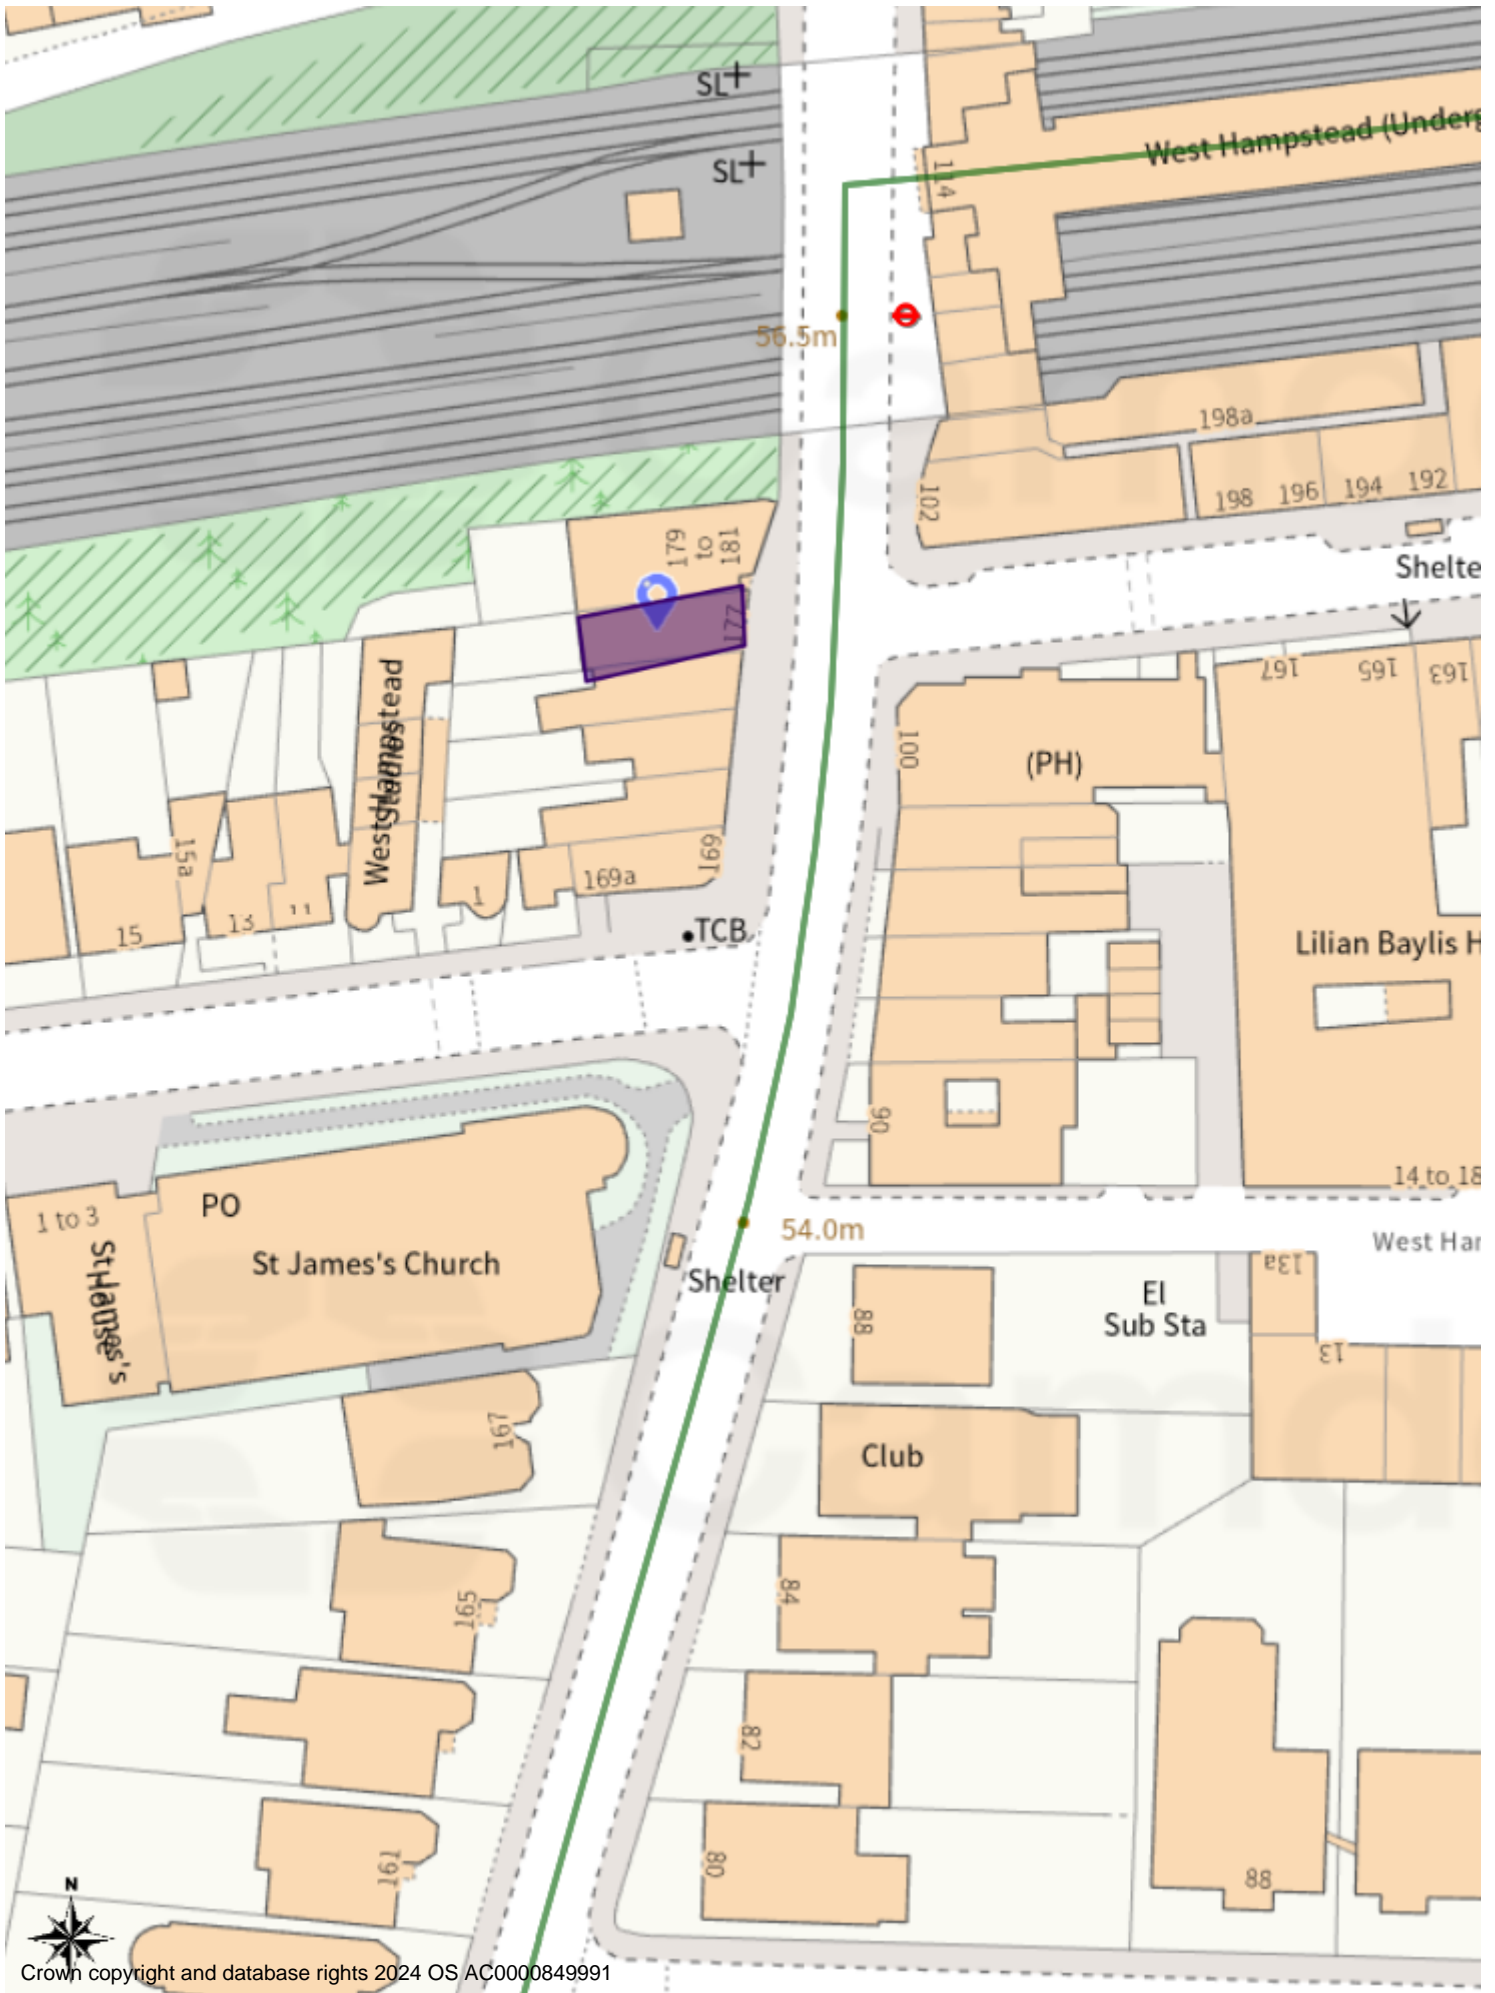 SL
SL
West Hampstead (Underg
114
56.5m
198a
102
198
196
194
192
179
to
181
Shelte
177
167
165
163
West Hampstead
Studios
100
(PH)
15a
169
169a
1
15
13
11
TCB
Lilian Baylis H
90
14 to 18
PO
1 to 3
St James's
House
St James's Church
54.0m
West Har
Shelter
13a
El
Sub Sta
88
13
167
Club
165
84
82
161
80
88
N
Crown copyright and database rights 2024 OS AC0000849991
Camd
Camd